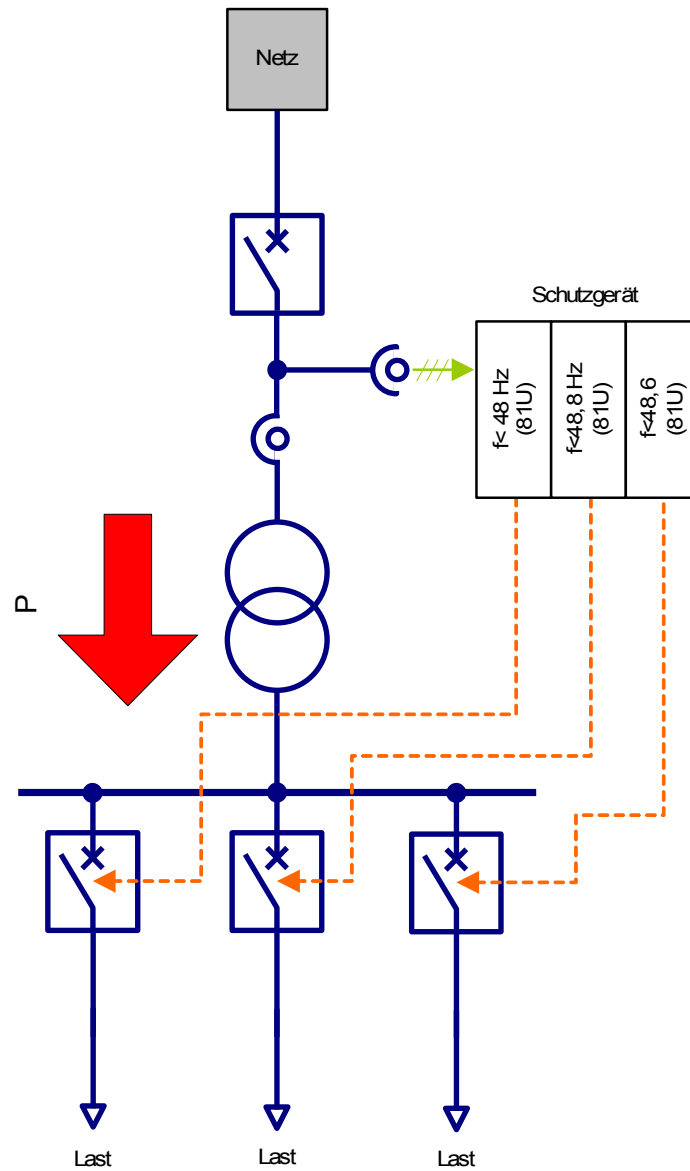 Netz
Schutzgerät
f< 48 Hz
(81U)
f<48,8 Hz
(81U)
f<48,6
(81U)
P
Last
Last
Last